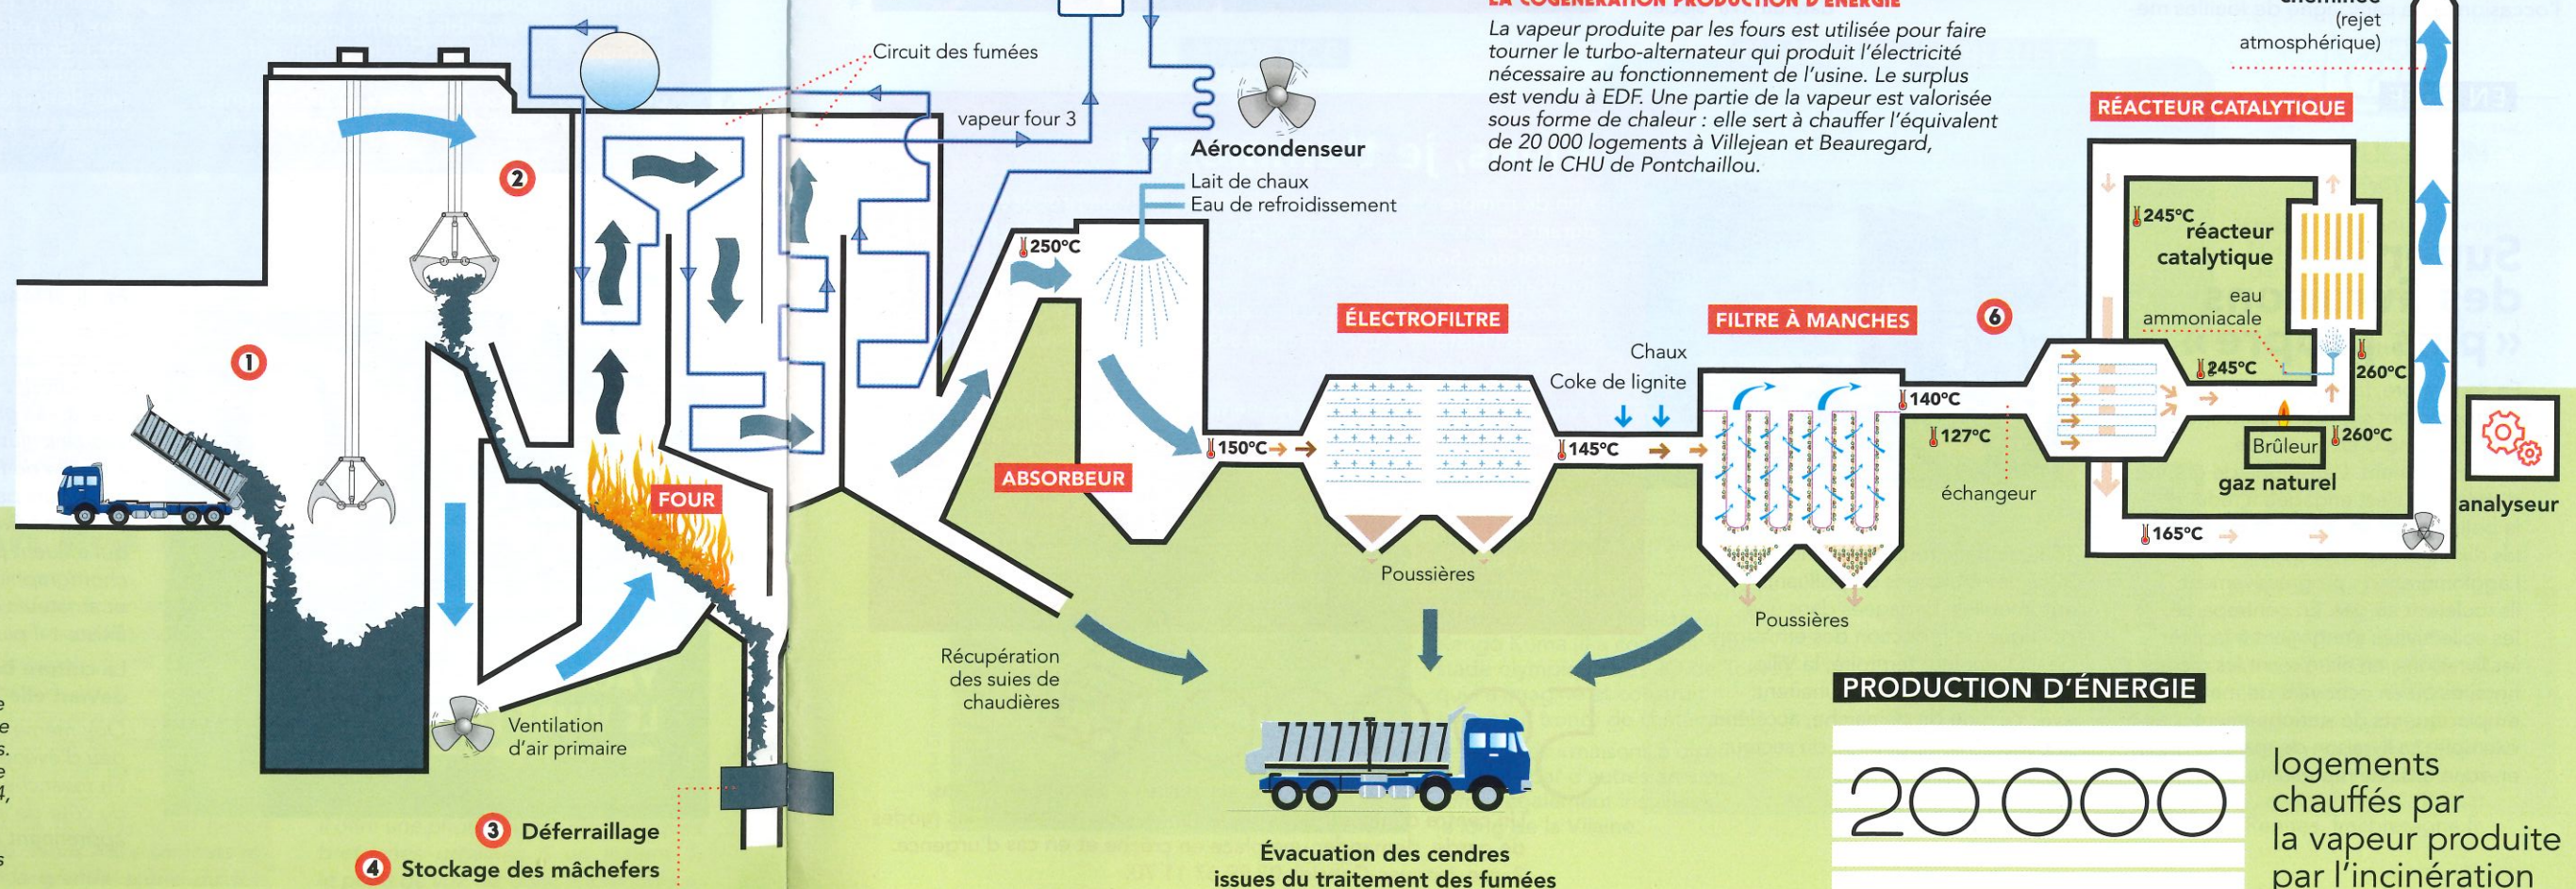 LA COGÉNÉRATION PRODUCTION D'ÉNERGIE
La vapeur produite par les fours est utilisée pour faire
tourner le turbo-alternateur qui produit l'électricité
nécessaire au fonctionnement de l'usine. Le surplus
est vendu à EDF. Une partie de la vapeur est valorisée
sous forme de chaleur : elle sert à chauffer l'équivalent
de 20 000 logements à Villejean et Beauregard,
dont le CHU de Pontchaillou.
cheminée
(rejet
atmosphérique)
Circuit des fumées
vapeur four 3
Aérocondenseur
Lait de chaux
Eau de refroidissement
RÉACTEUR CATALYTIQUE
1
2
250°C
245°C
réacteur
catalytique
eau
ammoniacale
ÉLECTROFILTRE
FILTRE À MANCHES
6
Chaux
Coke de lignite
245°C
260°C
140°C
127°C
260°C
Brûleur
gaz naturel
échangeur
analyseur
150°C
145°C
ABSORBEUR
FOUR
165°C
Poussières
Poussières
Récupération
des suies de
chaudières
Ventilation
d'air primaire
3 Déferraillage
4 Stockage des mâchefers
Évacuation des cendres
issues du traitement des fumées
PRODUCTION D'ÉNERGIE
20 000
logements
chauffés par
la vapeur produite
par l'incinération